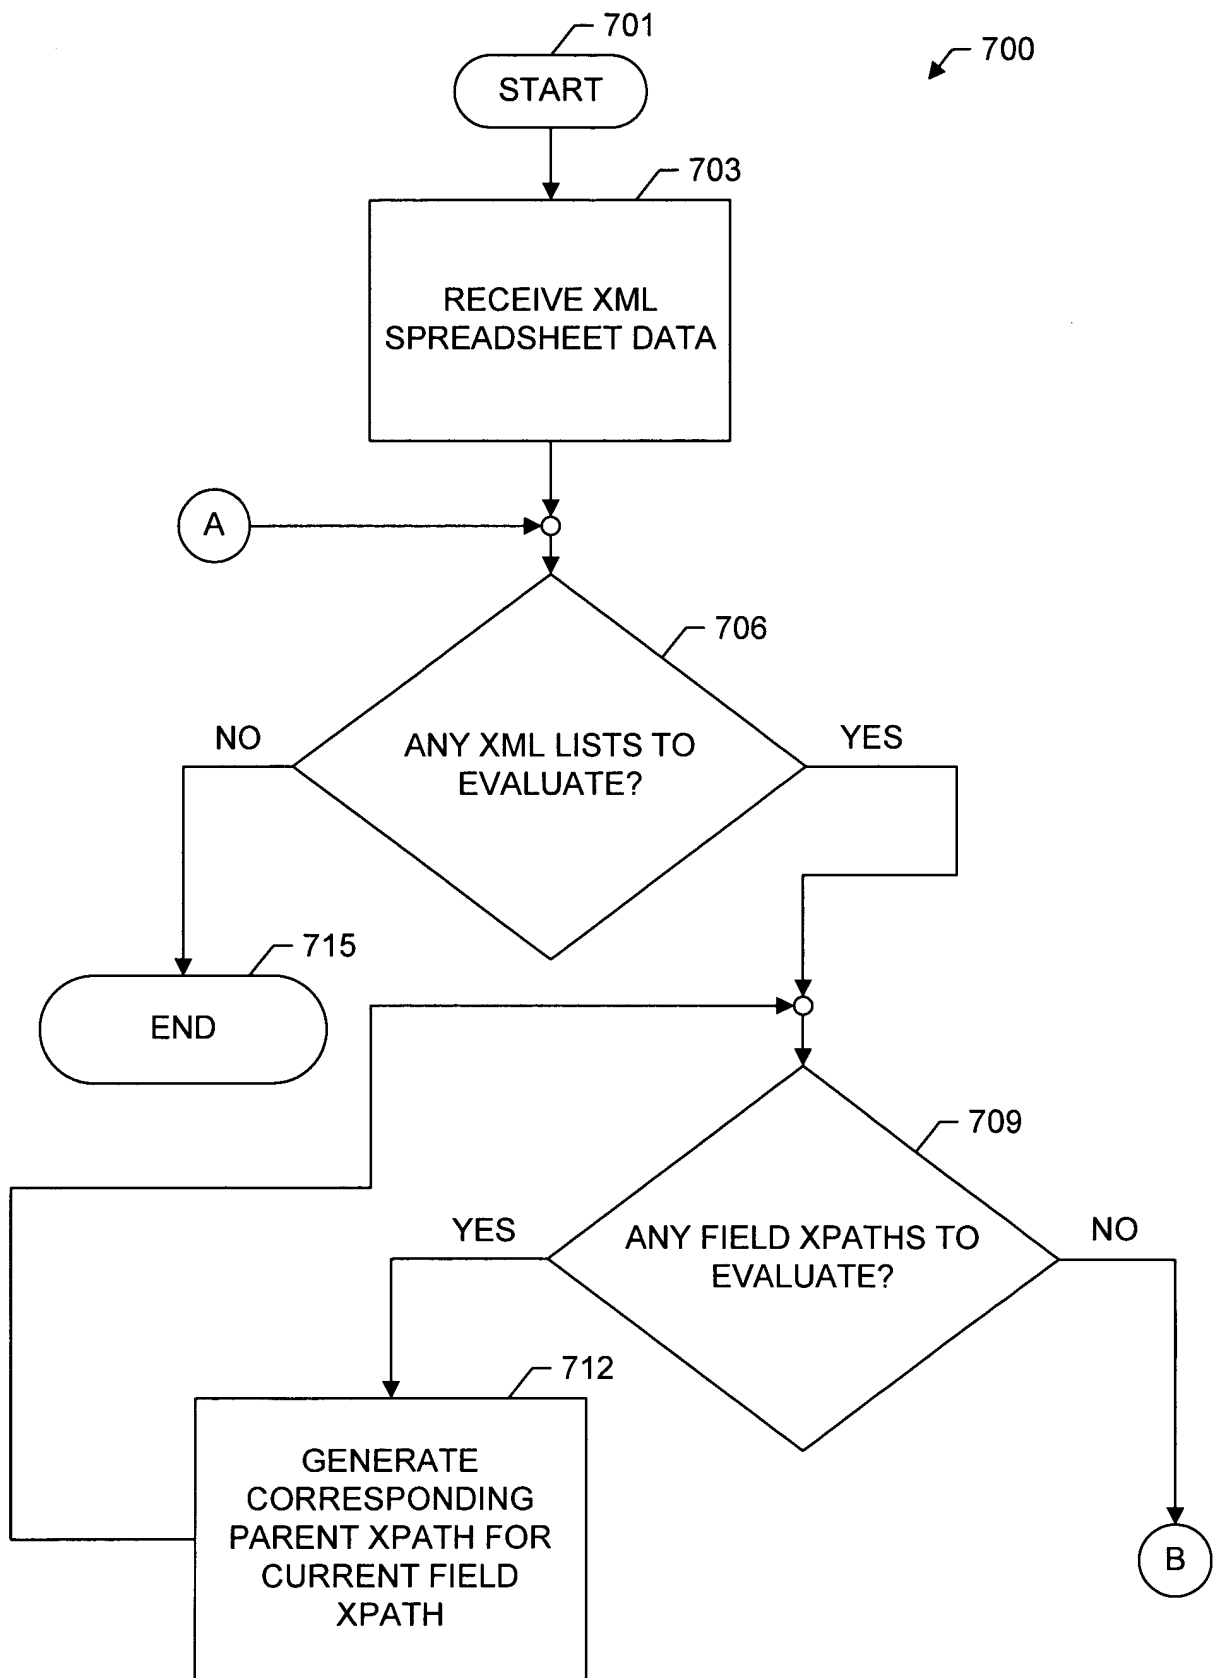 701
700
START
703
RECEIVE XML
SPREADSHEET DATA
A
706
NO
ANY XML LISTS TO
EVALUATE?
YES
715
END
709
YES
ANY FIELD XPATHS TO
EVALUATE?
NO
712
GENERATE
CORRESPONDING
PARENT XPATH FOR
CURRENT FIELD
XPATH
B